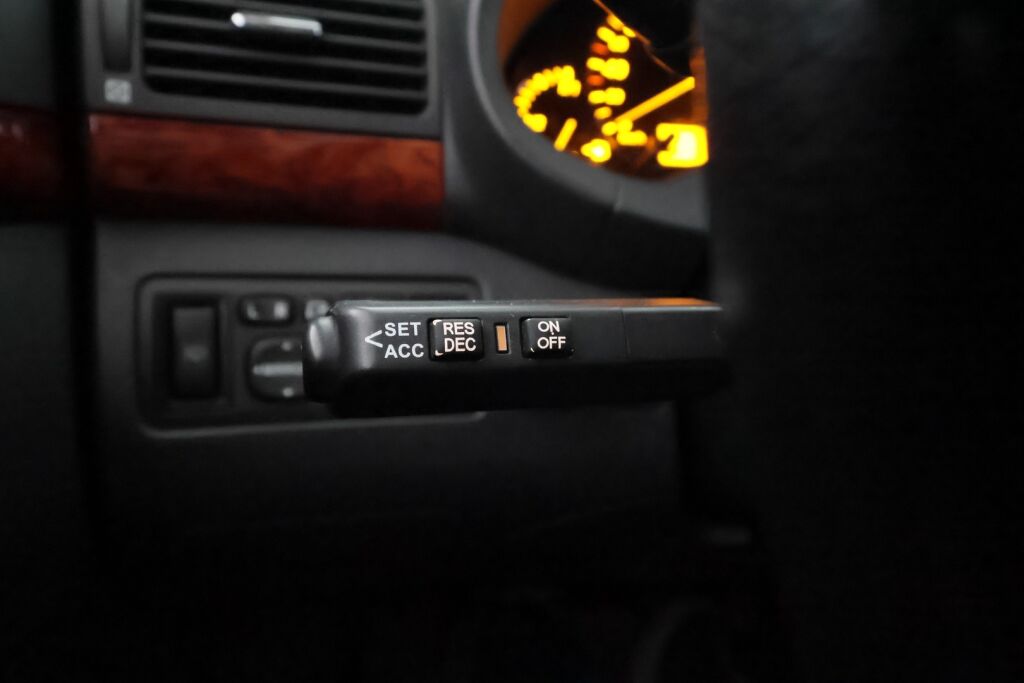 <SET
ACC
RES
DEC
ON
OFF